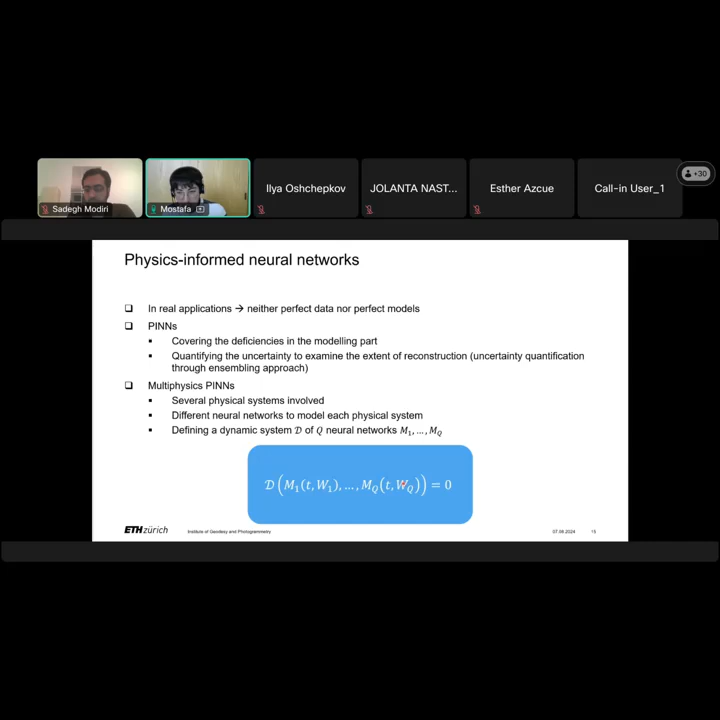 Sadegh Modiri
Mostafa
Ilya Oshchepkov
JOLANTA NAST...
Esther Azcue
Call-in User_1
+30
Physics-informed neural networks
In real applications → neither perfect data nor perfect models
PINNs
Covering the deficiencies in the modelling part
Quantifying the uncertainty to examine the extent of reconstruction (uncertainty quantification
through ensembling approach)
Multiphysics PINNs
Several physical systems involved
Different neural networks to model each physical system
Defining a dynamic system 𝒟 of Q neural networks M₁, …, M_Q
𝒟(M₁(t, W₁), …, M_Q(t, W_Q)) = 0
ETH zürich
Institute of Geodesy and Photogrammetry
07.06.2024
15